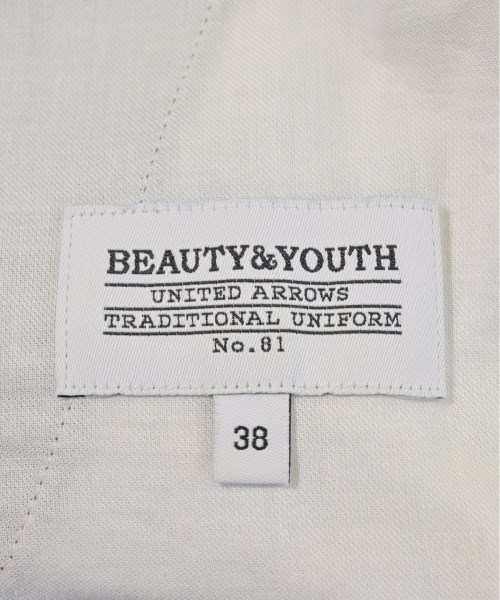 BEAUTY&YOUTH
UNITED ARROWS
TRADITIONAL UNIFORM
No.81
38